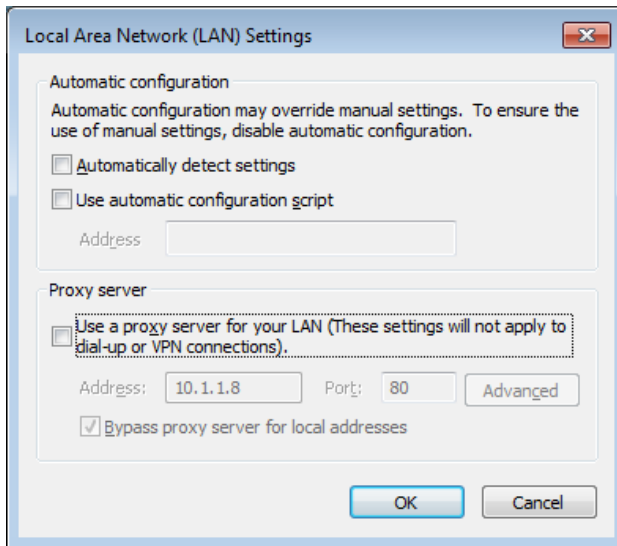 Local Area Network (LAN) Settings
Automatic configuration
Automatic configuration may override manual settings. To ensure the
use of manual settings, disable automatic configuration.
Automatically detect settings
Use automatic configuration script
Address
Proxy server
Use a proxy server for your LAN (These settings will not apply to
dial-up or VPN connections).
Address: 10.1.1.8 Port: 80 Advanced
Bypass proxy server for local addresses
OK Cancel